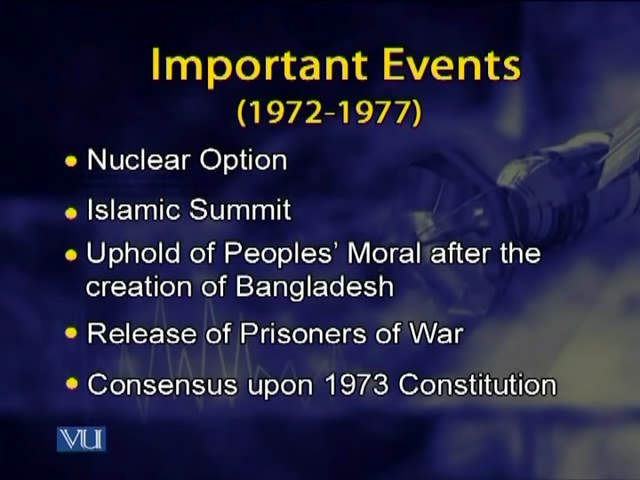 Important Events
(1972-1977)
• Nuclear Option
• Islamic Summit
• Uphold of Peoples' Moral after the
creation of Bangladesh
• Release of Prisoners of War
• Consensus upon 1973 Constitution
VU